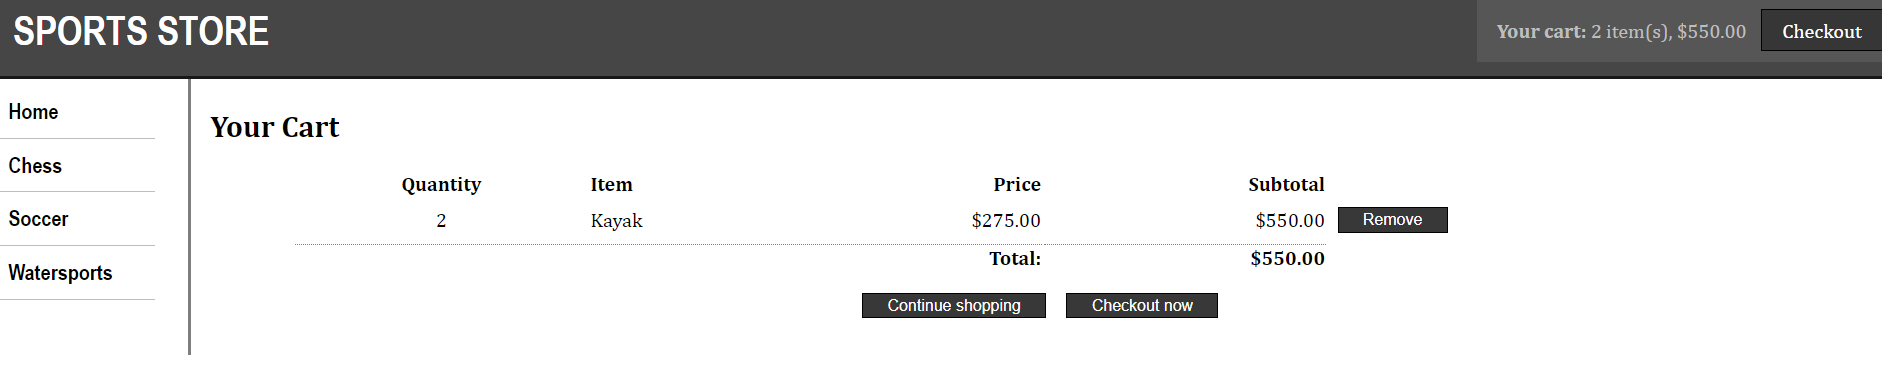 SPORTS STORE
Your cart: 2 item(s), $550.00 Checkout
Home
Chess
Soccer
Watersports
Your Cart
Quantity Item Price Subtotal
2 Kayak $275.00 $550.00 Remove
Total: $550.00
Continue shopping Checkout now